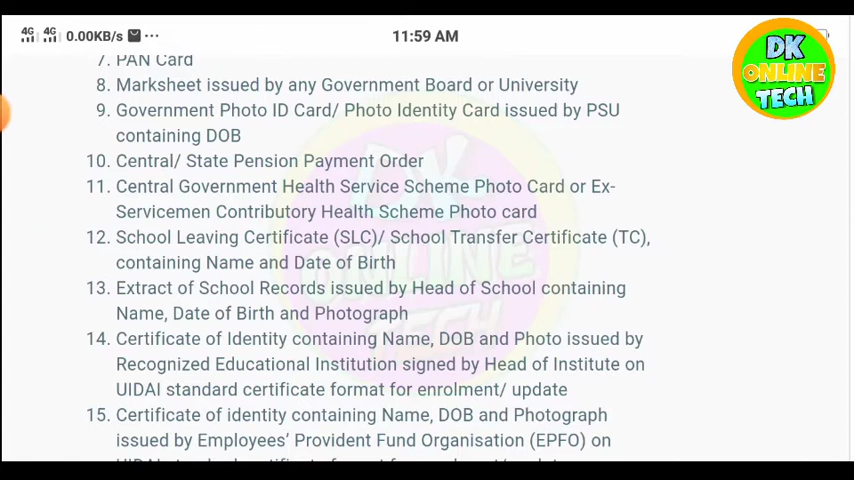 4G 4G 0.00KB/s ... 11:59 AM
DK
ONLINE
TECH
7. PAN Card
8. Marksheet issued by any Government Board or University
9. Government Photo ID Card/ Photo Identity Card issued by PSU
containing DOB
10. Central/ State Pension Payment Order
11. Central Government Health Service Scheme Photo Card or Ex-
Servicemen Contributory Health Scheme Photo card
12. School Leaving Certificate (SLC)/ School Transfer Certificate (TC),
containing Name and Date of Birth
13. Extract of School Records issued by Head of School containing
Name, Date of Birth and Photograph
14. Certificate of Identity containing Name, DOB and Photo issued by
Recognized Educational Institution signed by Head of Institute on
UIDAI standard certificate format for enrolment/ update
15. Certificate of identity containing Name, DOB and Photograph
issued by Employees’ Provident Fund Organisation (EPFO) on
DK
ONLINE
TECH